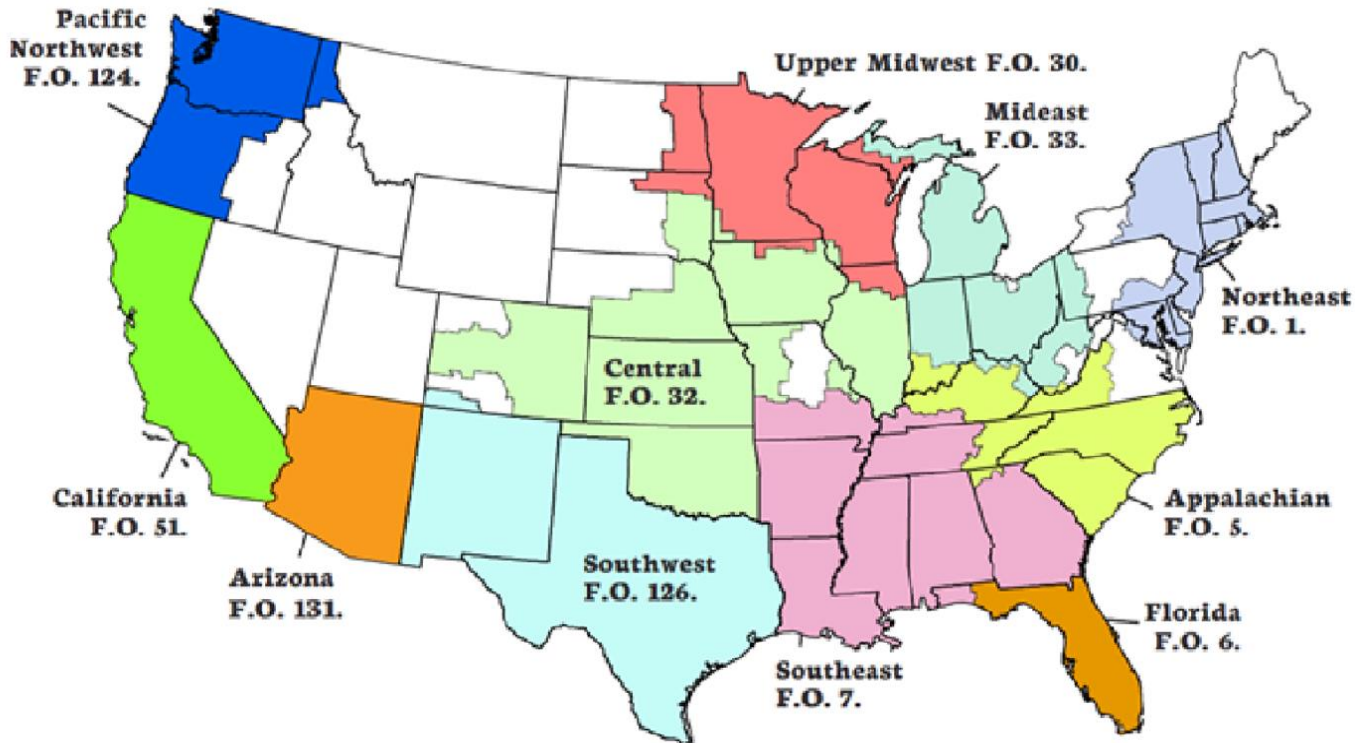 Pacific
Northwest
F.O. 124.
Upper Midwest F.O. 30.
Mideast
F.O. 33.
Northeast
F.O. 1.
Central
F.O. 32.
California
F.O. 51.
Appalachian
F.O. 5.
Arizona
F.O. 131.
Southwest
F.O. 126.
Florida
F.O. 6.
Southeast
F.O. 7.